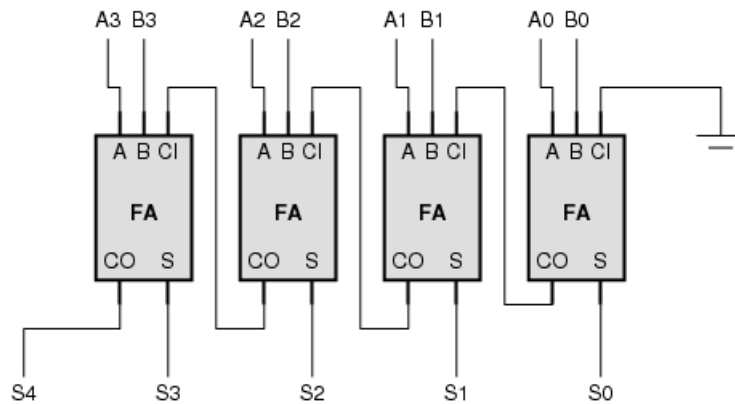 A3 B3 A2 B2 A1 B1 A0 B0
A B CI A B CI A B CI A B CI
FA FA FA FA
CO S CO S CO S CO S
S4 S3 S2 S1 S0